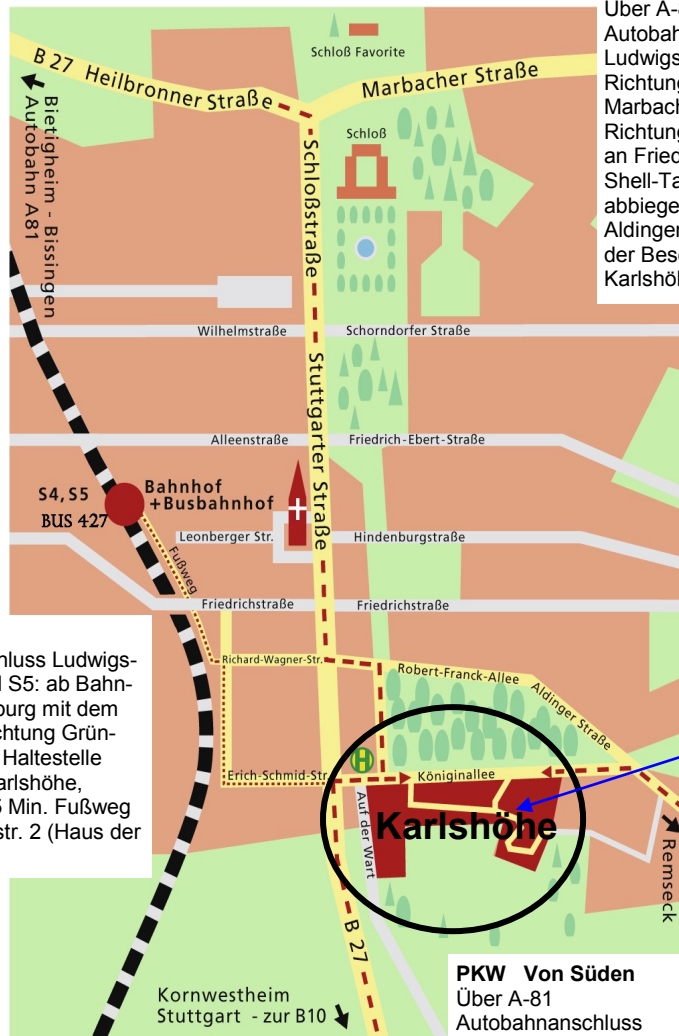 Über A-8
Autobah
Ludwigs
Richtung
Marbach
Richtung
an Fried
Shell-Ta
abbiege
Aldinger
der Bes
Karlshöh
Schloß Favorite
B 27 Heilbronner Straße
Marbacher Straße
Bietigheim - Bissingen
Autobahn A81
Schloß
Schloßstraße
Wilhelmstraße
Schorndorfer Straße
Stuttgarter Straße
Alleenstraße
Friedrich-Ebert-Straße
S4, S5
BUS 427
Bahnhof
+Busbahnhof
Leonberger Str.
Hindenburgstraße
Fußweg
Friedrichstraße
Friedrichstraße
hluss Ludwigs-
l S5: ab Bahn-
burg mit dem
chtung Grün-
Haltestelle
arlshöhe,
5 Min. Fußweg
str. 2 (Haus der
Richard-Wagner-Str.
Robert-Franck-Allee
Aldinger Straße
H
Erich-Schmid-Str.
Königinallee
Auf der Wart
Karlshöhe
Remseck
B 27
Kornwestheim
Stuttgart - zur B10
PKW Von Süden
Über A-81
Autobahnanschluss